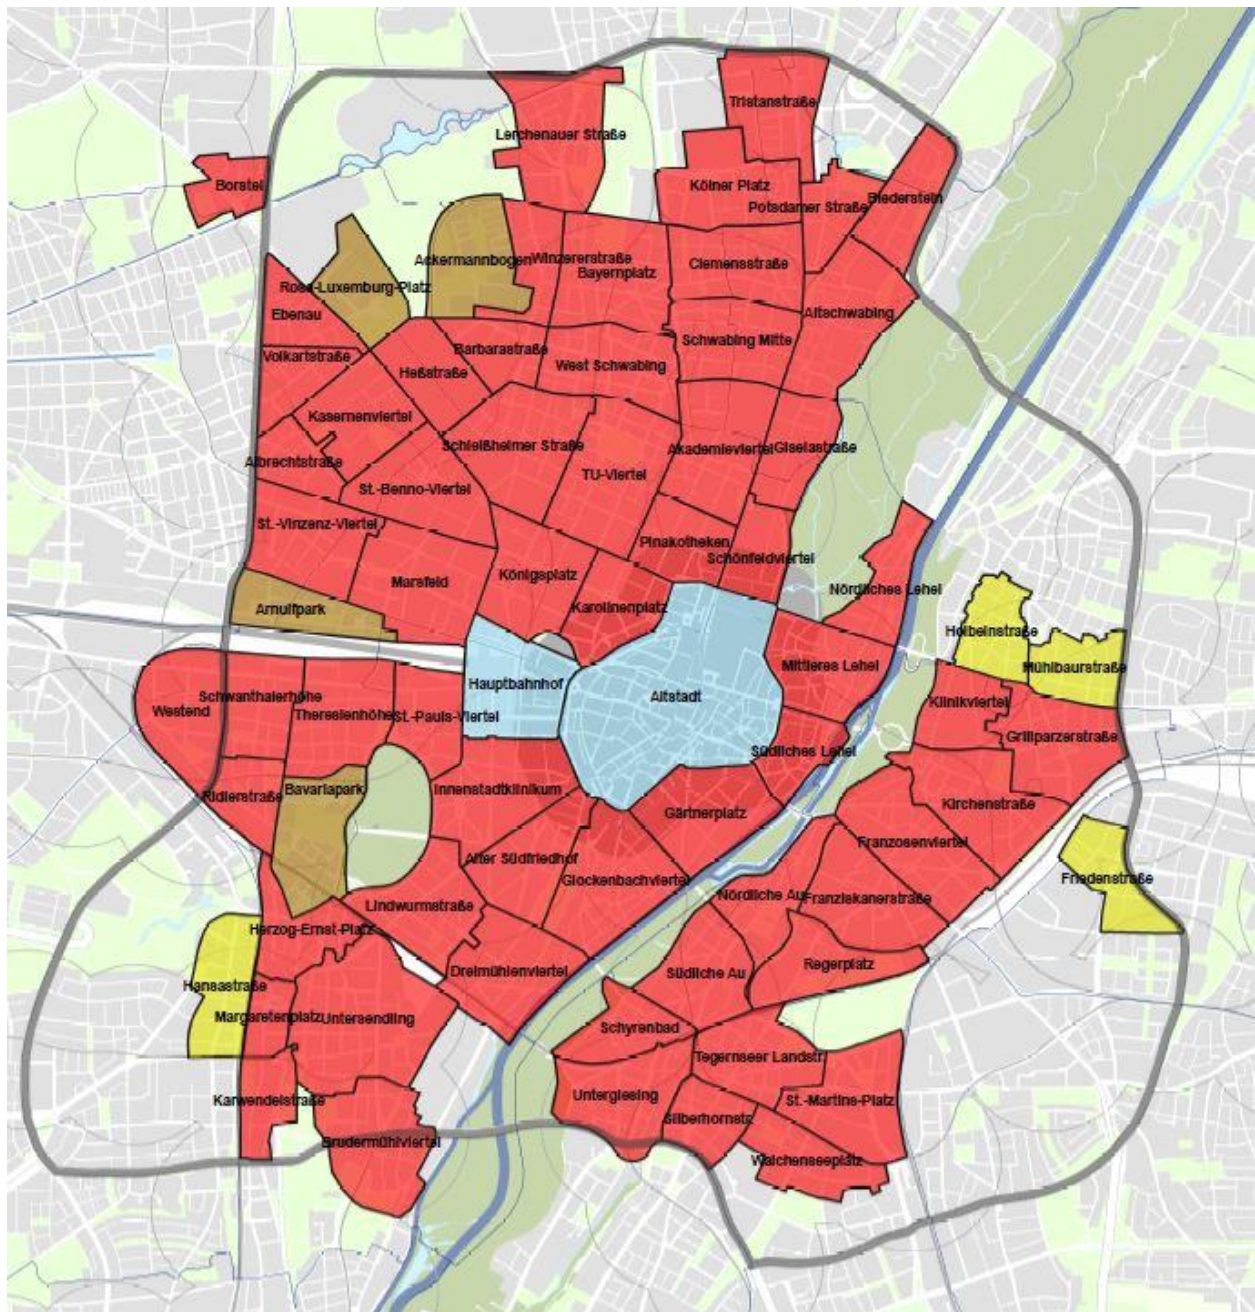 Tristanstraße
Lerchenauer Straße
Borstei
Kölner Platz
Potsdamer Straße
Biederstein
Ackermannbogen
Winzererstraße
Bayernplatz
Clemensstraße
Rosa-Luxemburg-Platz
Ebenau
Altschwabing
Volkartstraße
Barbarastraße
Schwabing Mitte
Heßstraße
West Schwabing
Kasernenviertel
Schleißheimer Straße
Akademieviertel
Giselastraße
Albrechtstraße
TU-Viertel
St.-Benno-Viertel
St.-Vinzenz-Viertel
Pinakotheken
Schönfeldviertel
Marsfeld
Königsplatz
Nördliches Lehel
Arnulfpark
Karolinenplatz
Holbeinstraße
Mittleres Lehel
Mühlbaurstraße
Hauptbahnhof
Altstadt
Schwanthalerhöhe
Westend
Theresienhöhe
St.-Pauls-Viertel
Klinikviertel
Südliches Lehel
Grillparzerstraße
Ridlerstraße
Bavariapark
Innenstadtklinikum
Gärtnerplatz
Kirchenstraße
Franzosenviertel
Alter Südfriedhof
Glockenbachviertel
Friedenstraße
Nördliche Au
Franziskanerstraße
Lindwurmstraße
Herzog-Ernst-Platz
Dreimühlenviertel
Südliche Au
Regerplatz
Hansastraße
Margaretenplatz
Untersendling
Schyrenbad
Tegernseer Landstr.
Untergiesing
St.-Martins-Platz
Karwendelstraße
Silberhornstr.
Brudermühlviertel
Walchenseeplatz